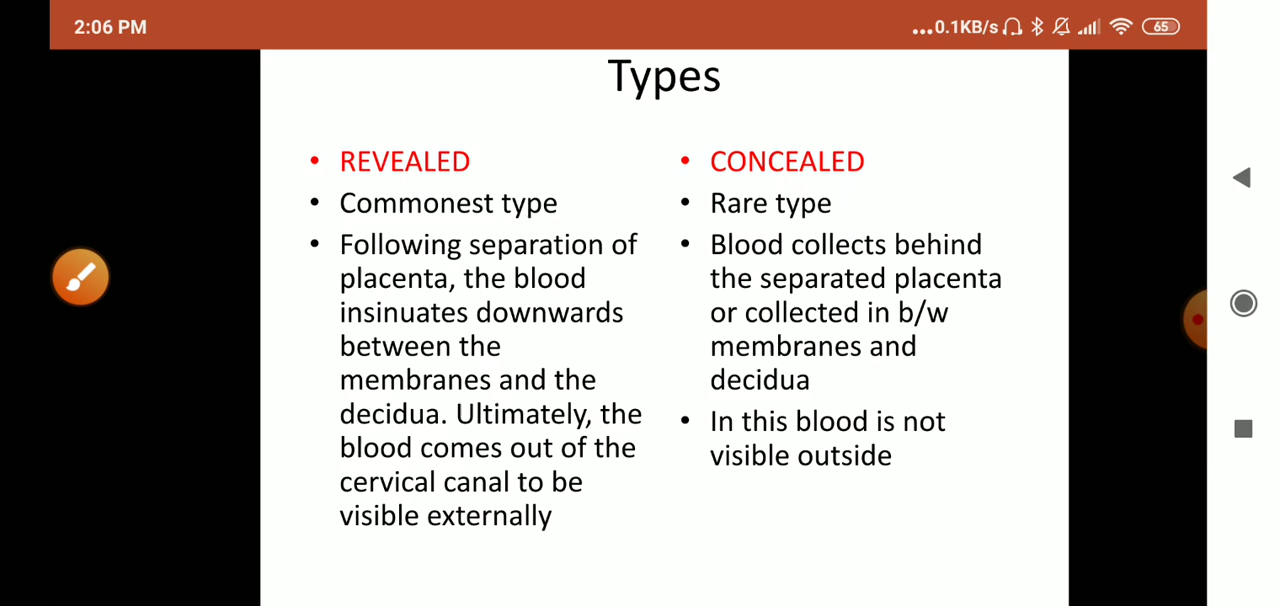 2:06 PM
...0.1KB/s
65
Types
• REVEALED
• Commonest type
• Following separation of
placenta, the blood
insinuates downwards
between the
membranes and the
decidua. Ultimately, the
blood comes out of the
cervical canal to be
visible externally
• CONCEALED
• Rare type
• Blood collects behind
the separated placenta
or collected in b/w
membranes and
decidua
• In this blood is not
visible outside